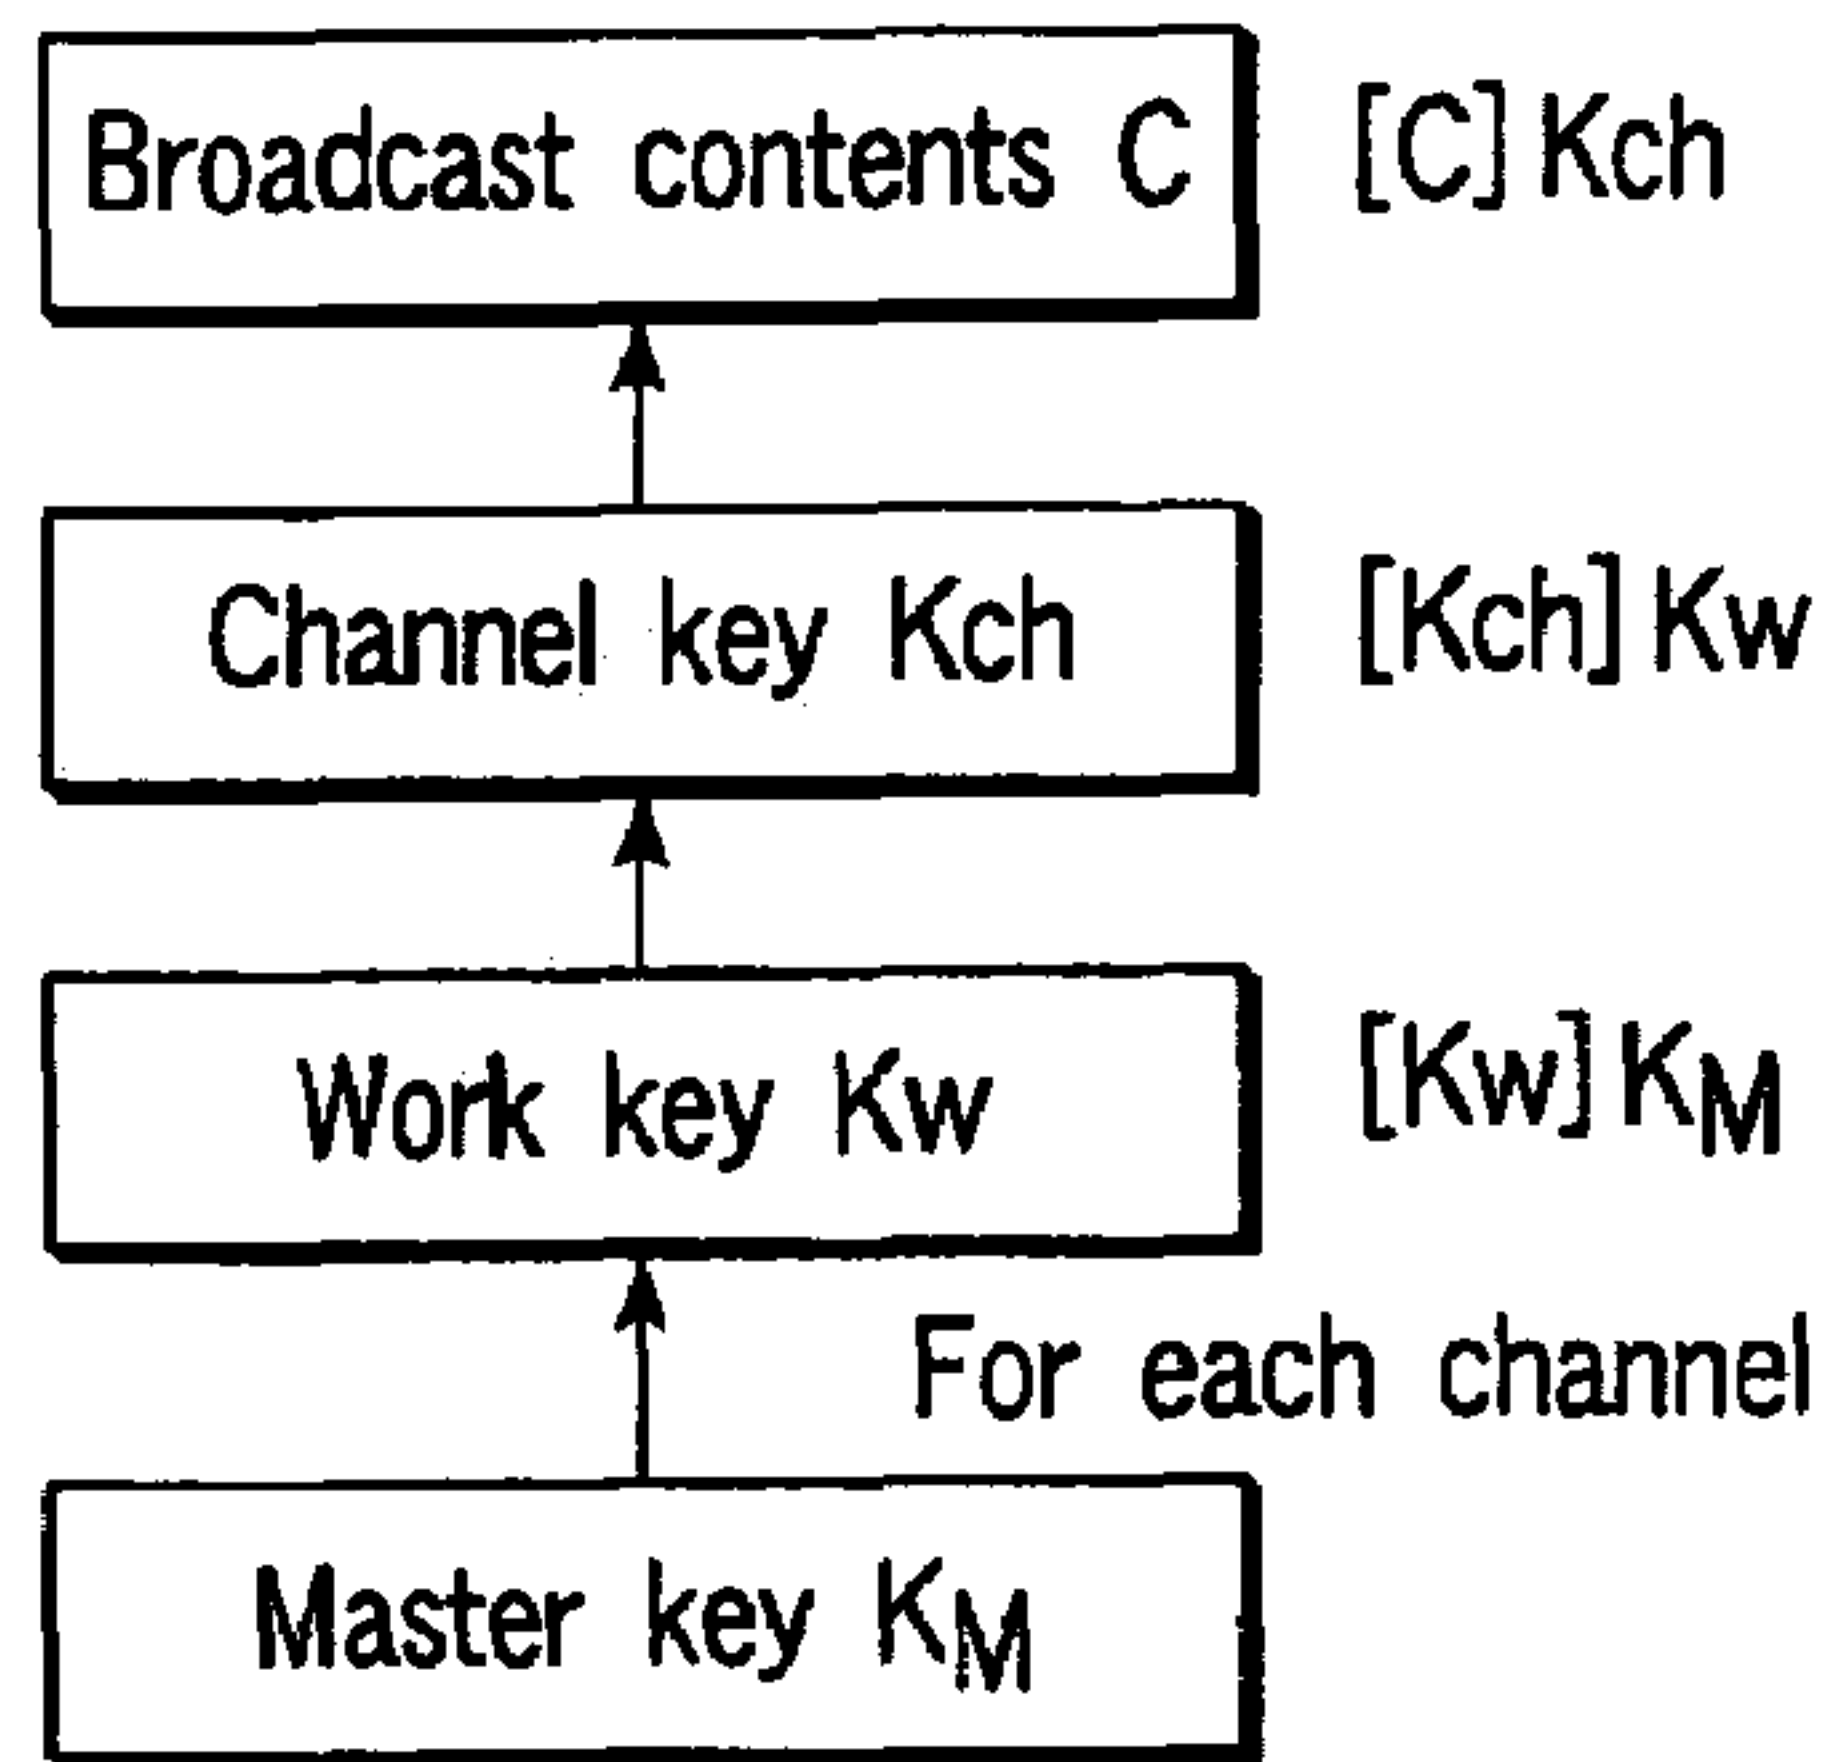 Broadcast contents C [C] Kch
Channel key Kch [Kch] Kw
Work key Kw [Kw] KM
For each channel
Master key KM